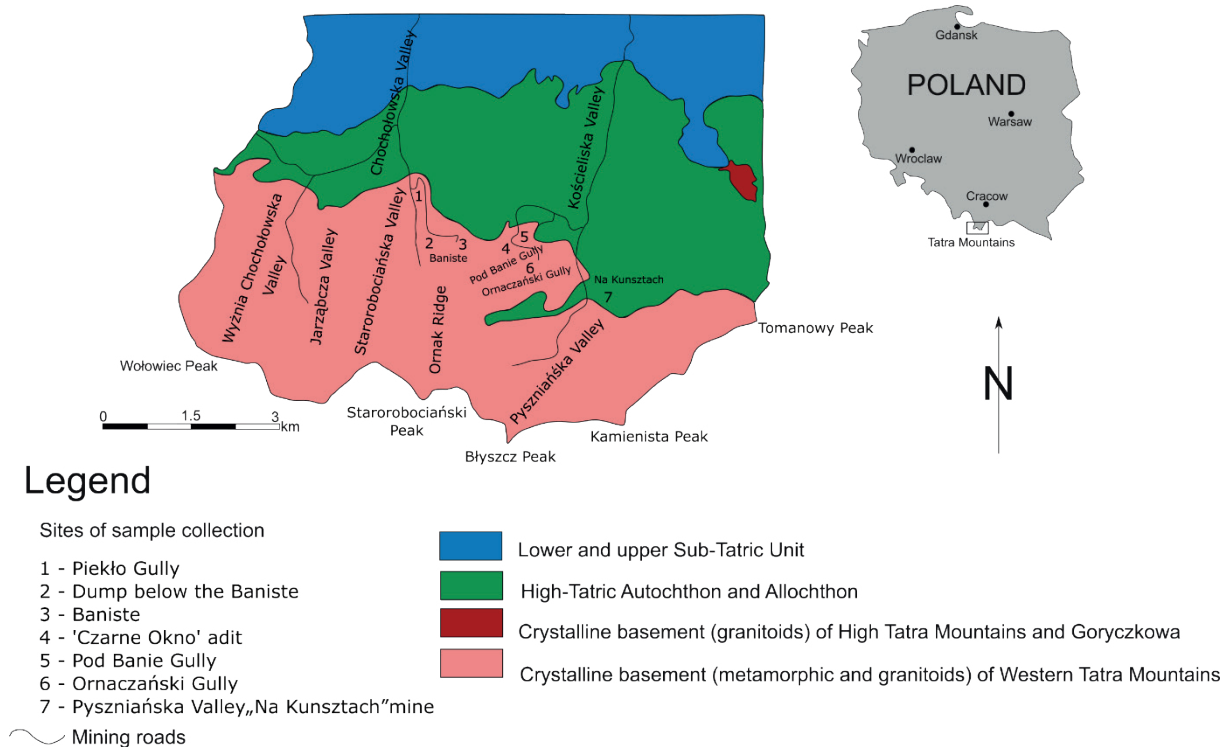 Chochołowska Valley
Kościeliska Valley
Wyżnia Chochołowska
Valley
Jarząbcza Valley
Starorobociańska Valley
Ornak Ridge
1
2
3
Baniste
4
5
Pod Banie Gully
6
Ornaczański Gully
Na Kunsztach
7
Pyszniańśka Valley
Wołowiec Peak
Starorobociański
Peak
Błyszcz Peak
Kamienista Peak
Tomanowy Peak
0
1.5
3
km
Gdansk
POLAND
Warsaw
Wroclaw
Cracow
Tatra Mountains
N
Legend
Sites of sample collection
1 - Piekło Gully
2 - Dump below the Baniste
3 - Baniste
4 - 'Czarne Okno' adit
5 - Pod Banie Gully
6 - Ornaczański Gully
7 - Pyszniańska Valley„Na Kunsztach”mine
Mining roads
Lower and upper Sub-Tatric Unit
High-Tatric Autochthon and Allochthon
Crystalline basement (granitoids) of High Tatra Mountains and Goryczkowa
Crystalline basement (metamorphic and granitoids) of Western Tatra Mountains